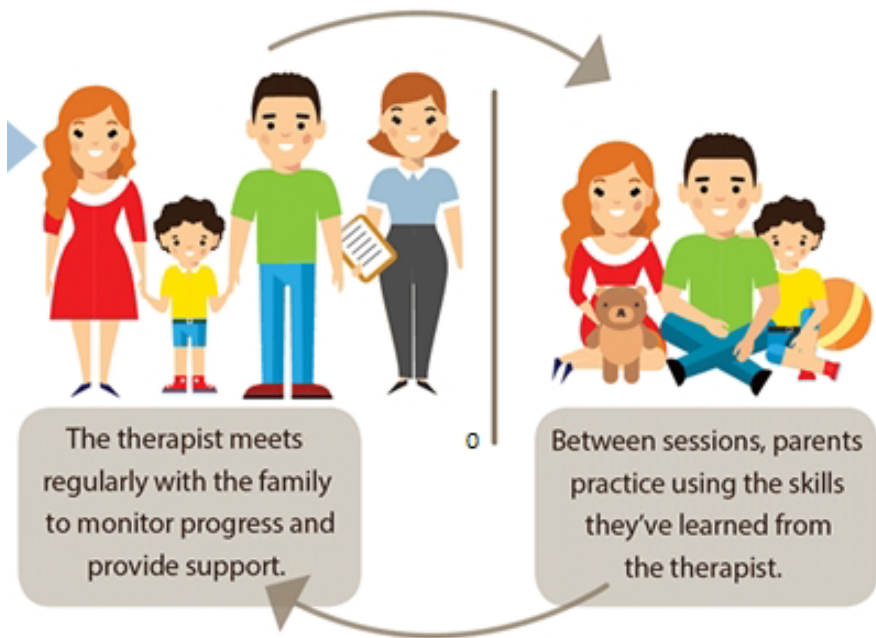 The therapist meets
regularly with the family
to monitor progress and
provide support.
0
Between sessions, parents
practice using the skills
they've learned from
the therapist.